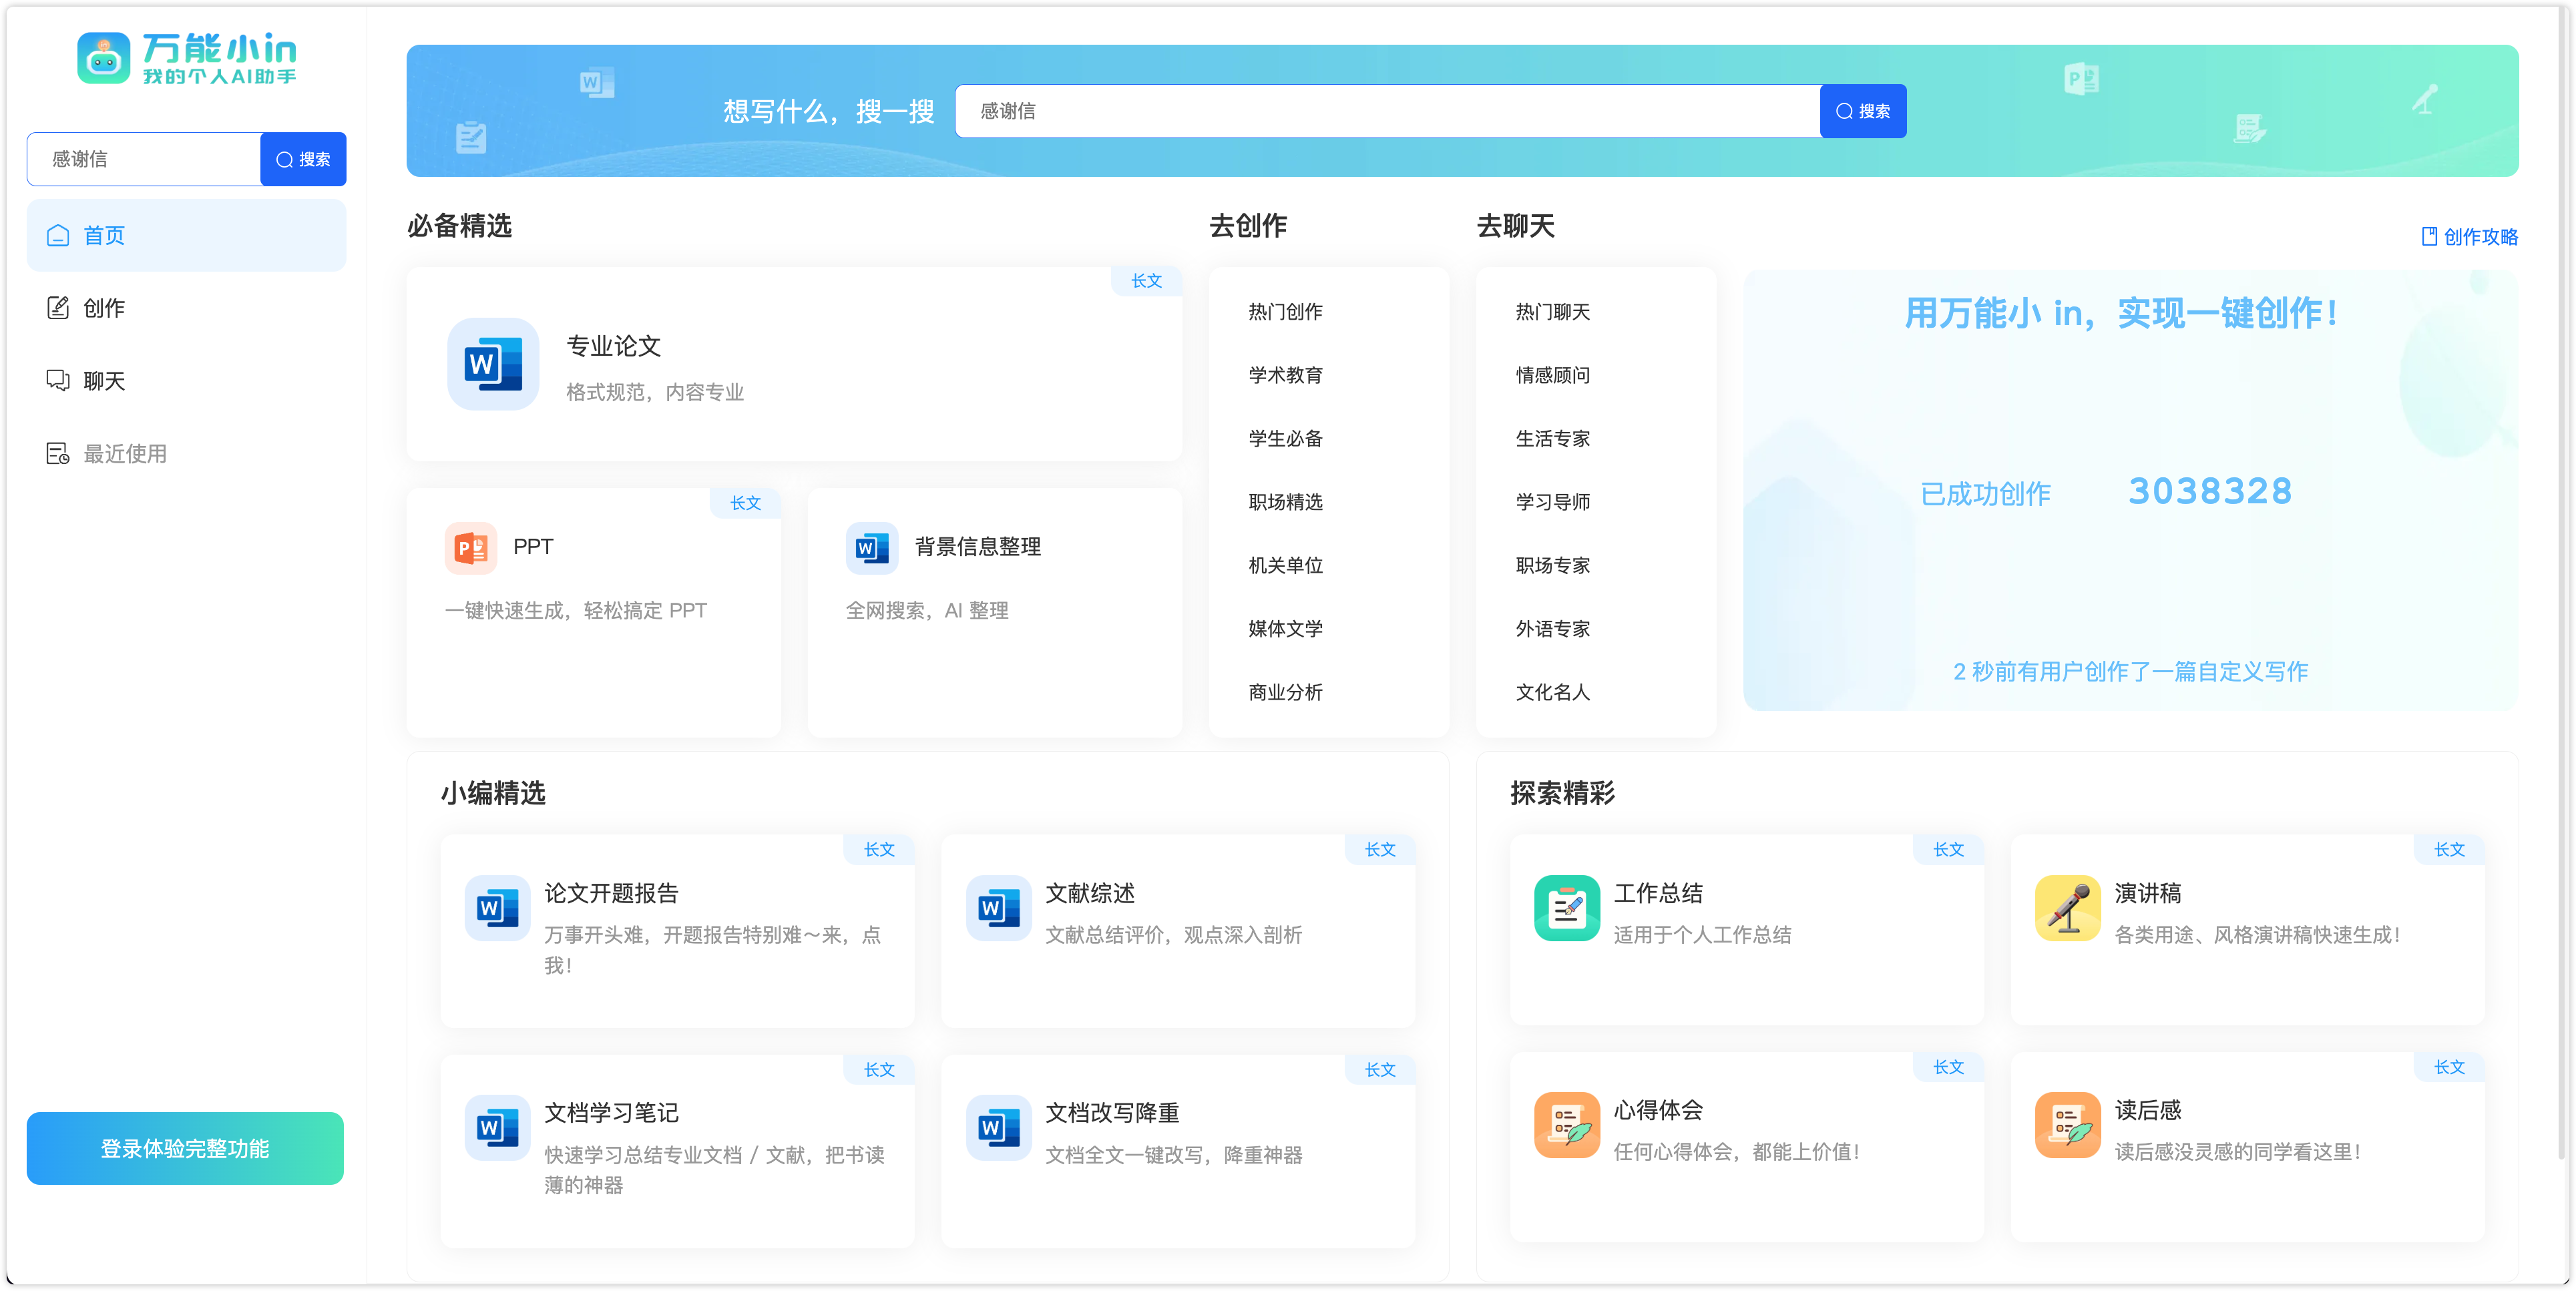 万能小in
我的个人AI助手
感谢信
搜索
首页
创作
聊天
最近使用
登录体验完整功能
想写什么，搜一搜
感谢信
搜索
必备精选
长文
专业论文
格式规范，内容专业
长文
PPT
一键快速生成，轻松搞定 PPT
背景信息整理
全网搜索，AI 整理
去创作
热门创作
学术教育
学生必备
职场精选
机关单位
媒体文学
商业分析
去聊天
热门聊天
情感顾问
生活专家
学习导师
职场专家
外语专家
文化名人
创作攻略
用万能小 in，实现一键创作！
已成功创作 3038328
2 秒前有用户创作了一篇自定义写作
小编精选
长文
论文开题报告
万事开头难，开题报告特别难～来，点
我！
长文
文献综述
文献总结评价，观点深入剖析
长文
文档学习笔记
快速学习总结专业文档 / 文献，把书读
薄的神器
长文
文档改写降重
文档全文一键改写，降重神器
探索精彩
长文
工作总结
适用于个人工作总结
长文
演讲稿
各类用途、风格演讲稿快速生成！
长文
心得体会
任何心得体会，都能上价值！
长文
读后感
读后感没灵感的同学看这里！